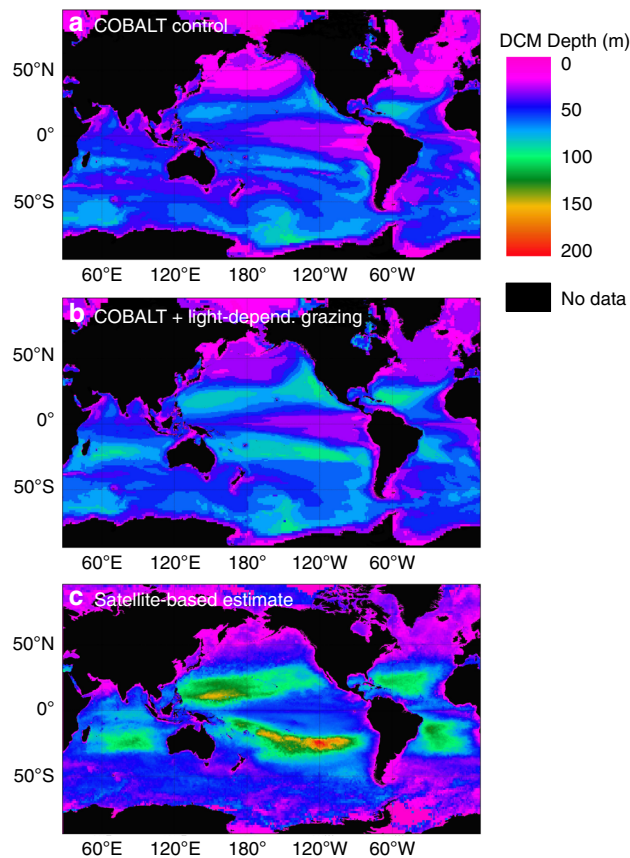 a COBALT control
DCM Depth (m)
0
50
100
150
200
No data
50°N
0°
50°S
60°E 120°E 180° 120°W 60°W
b COBALT + light-depend. grazing
50°N
0°
50°S
60°E 120°E 180° 120°W 60°W
c Satellite-based estimate
50°N
0°
50°S
60°E 120°E 180° 120°W 60°W